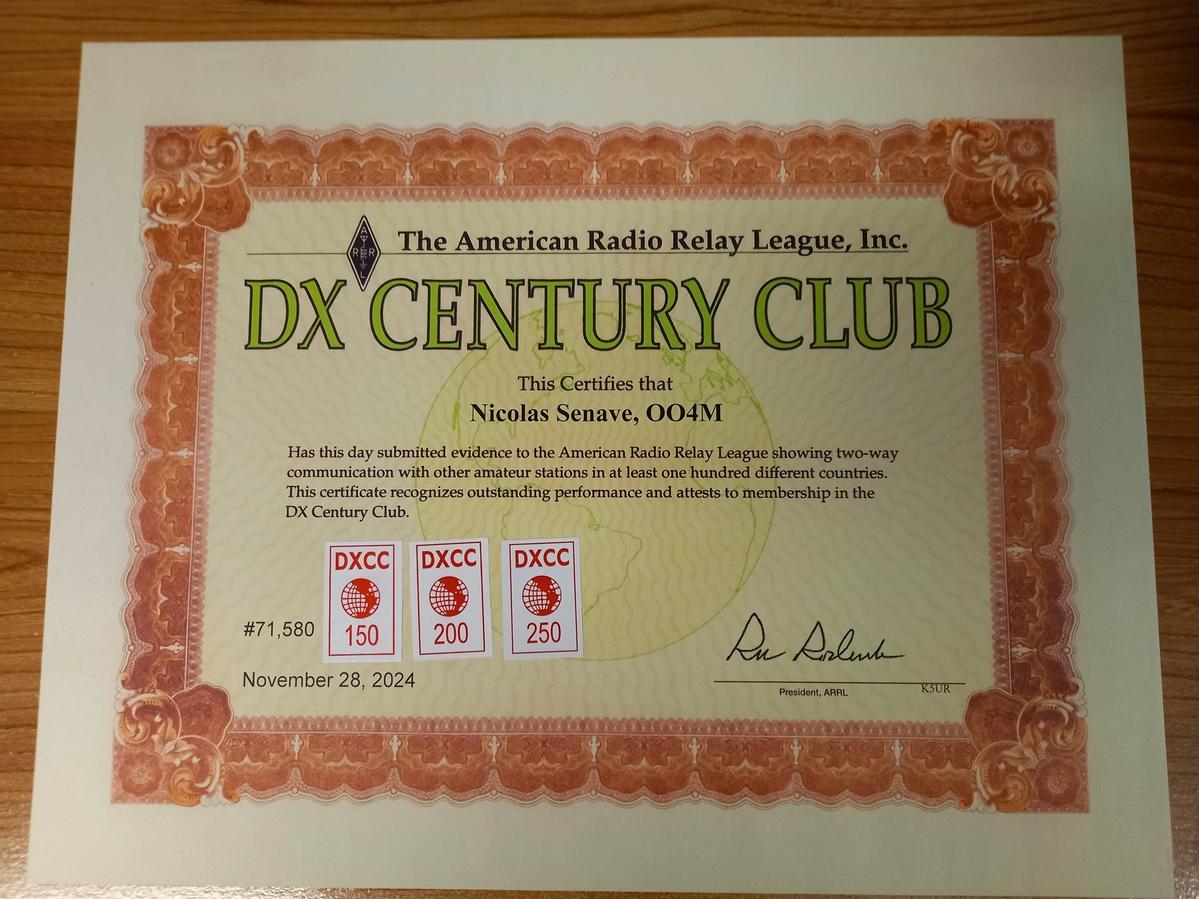 The American Radio Relay League, Inc.
A
R R
L
DX CENTURY CLUB
This Certifies that
Nicolas Senave, OO4M
Has this day submitted evidence to the American Radio Relay League showing two-way
communication with other amateur stations in at least one hundred different countries.
This certificate recognizes outstanding performance and attests to membership in the
DX Century Club.
DXCC
150
DXCC
200
DXCC
250
#71,580
November 28, 2024
President, ARRL
K5UR